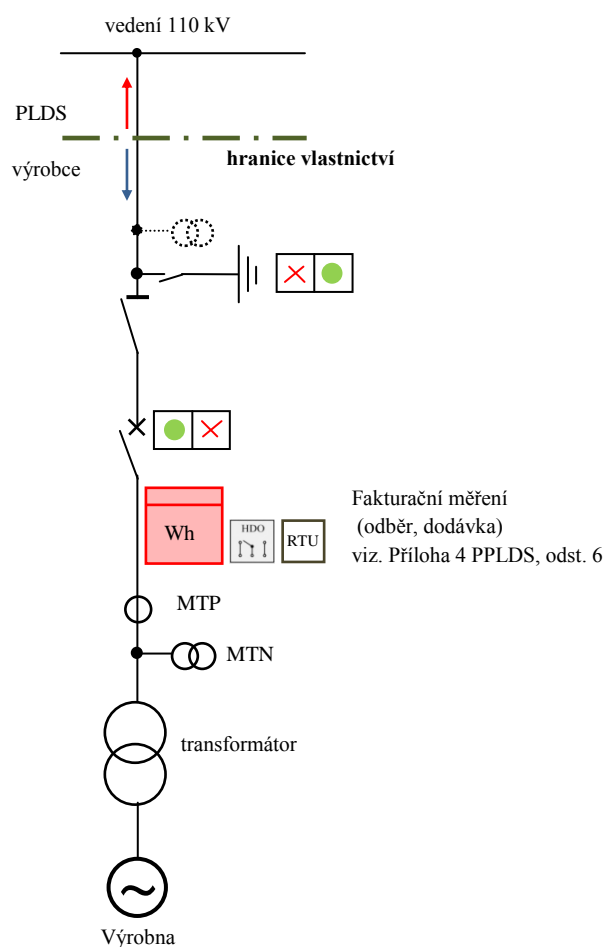 vedení 110 kV
PLDS
hranice vlastnictví
výrobce
Fakturační měření
(odběr, dodávka)
viz. Příloha 4 PPLDS, odst. 6
Wh
HDO
RTU
MTP
MTN
transformátor
~
Výrobna